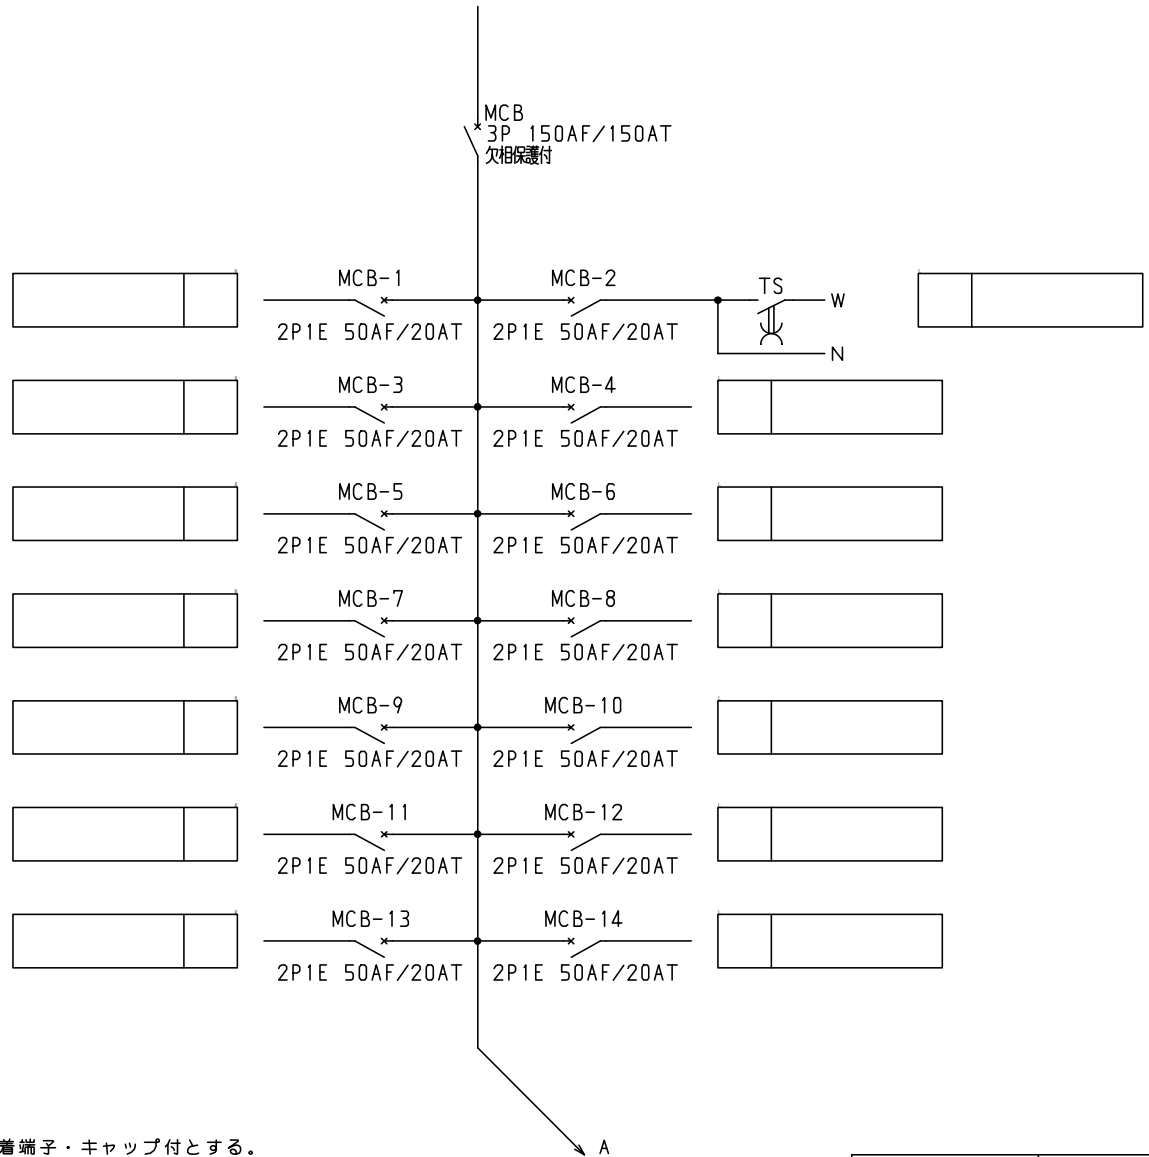 MCB
3P 150AF/150AT
欠相保護付
MCB-1
MCB-2
TS
W
2P1E 50AF/20AT
2P1E 50AF/20AT
N
MCB-3
MCB-4
2P1E 50AF/20AT
2P1E 50AF/20AT
MCB-5
MCB-6
2P1E 50AF/20AT
2P1E 50AF/20AT
MCB-7
MCB-8
2P1E 50AF/20AT
2P1E 50AF/20AT
MCB-9
MCB-10
2P1E 50AF/20AT
2P1E 50AF/20AT
MCB-11
MCB-12
2P1E 50AF/20AT
2P1E 50AF/20AT
MCB-13
MCB-14
2P1E 50AF/20AT
2P1E 50AF/20AT
着端子・キャップ付とする。
A